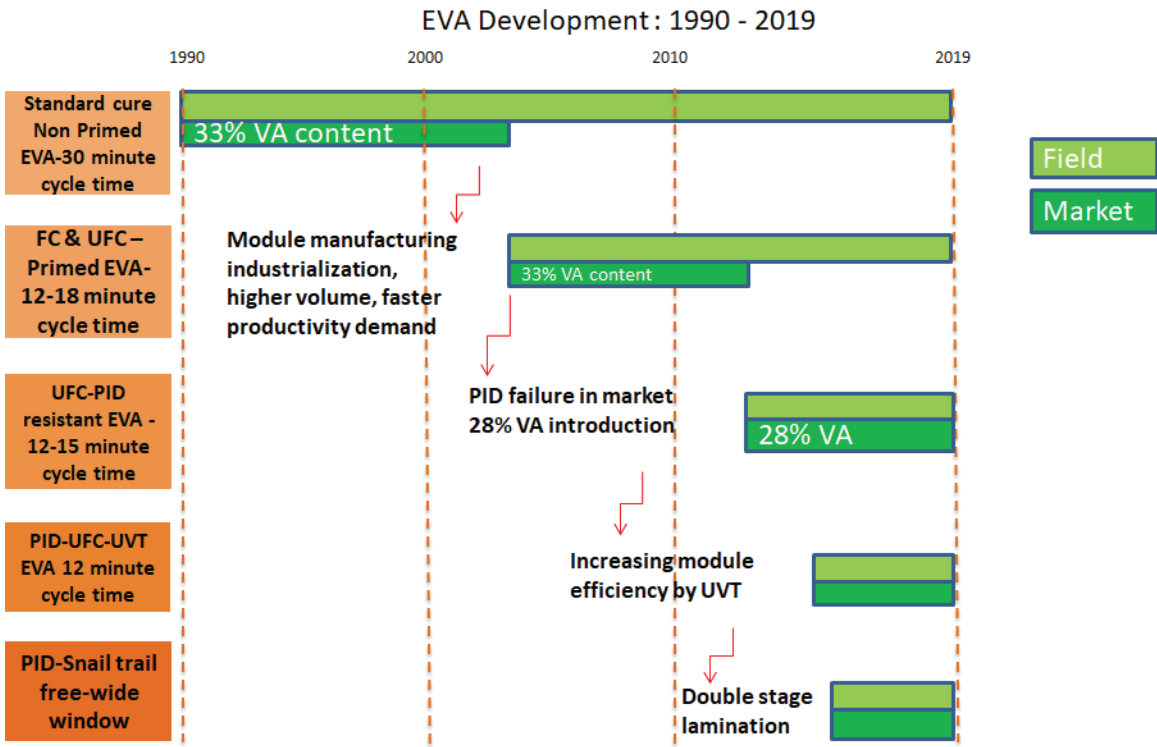 EVA Development : 1990 - 2019
1990
2000
2010
2019
Standard cure
Non Primed
EVA-30 minute
cycle time
33% VA content
Field
Market
FC & UFC –
Primed EVA-
12-18 minute
cycle time
Module manufacturing
industrialization,
higher volume, faster
productivity demand
33% VA content
UFC-PID
resistant EVA -
12-15 minute
cycle time
PID failure in market
28% VA introduction
28% VA
PID-UFC-UVT
EVA 12 minute
cycle time
Increasing module
efficiency by UVT
PID-Snail trail
free-wide
window
Double stage
lamination